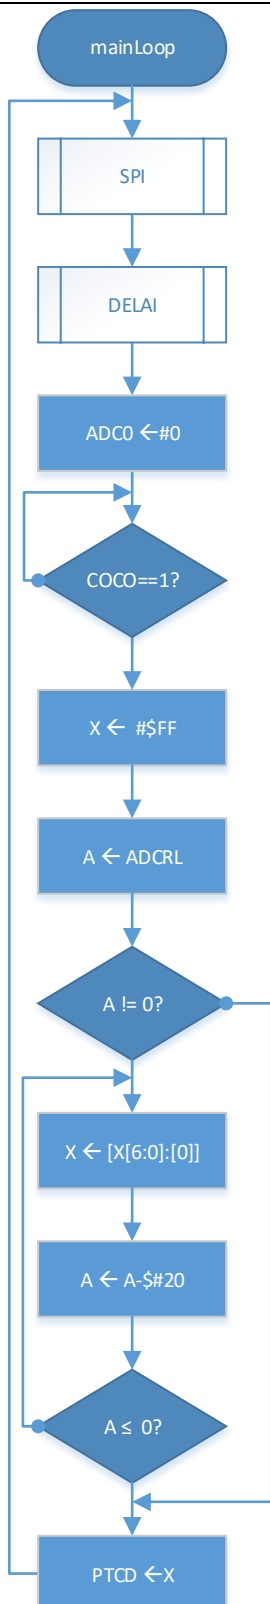 mainLoop
SPI
DELAI
ADC0 ←#0
COCO==1?
X ← #$FF
A ← ADCRL
A != 0?
X ← [X[6:0]:[0]]
A ← A-$#20
A ≤ 0?
PTCD ←X